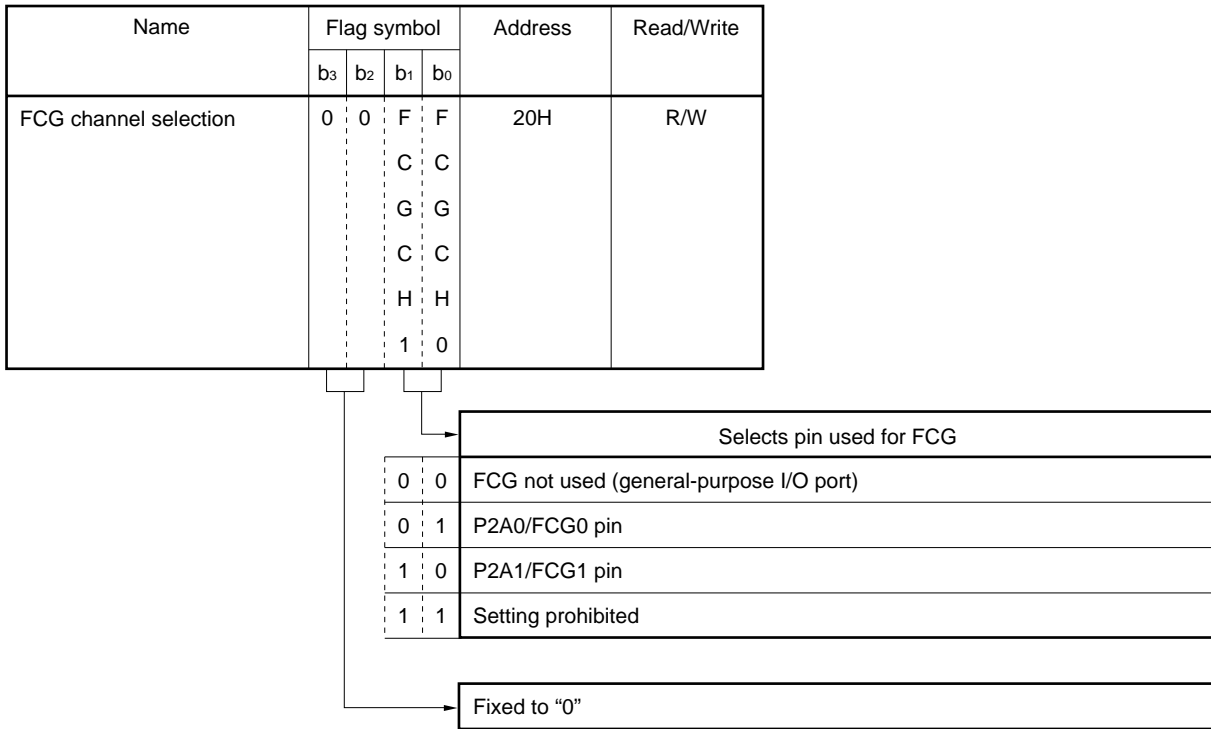 Name Flag symbol Address Read/Write
b3 b2 b1 b0
FCG channel selection 0 0 F F 20H R/W
C C
G G
C C
H H
1 0
Selects pin used for FCG
0 0 FCG not used (general-purpose I/O port)
0 1 P2A0/FCG0 pin
1 0 P2A1/FCG1 pin
1 1 Setting prohibited
Fixed to “0”